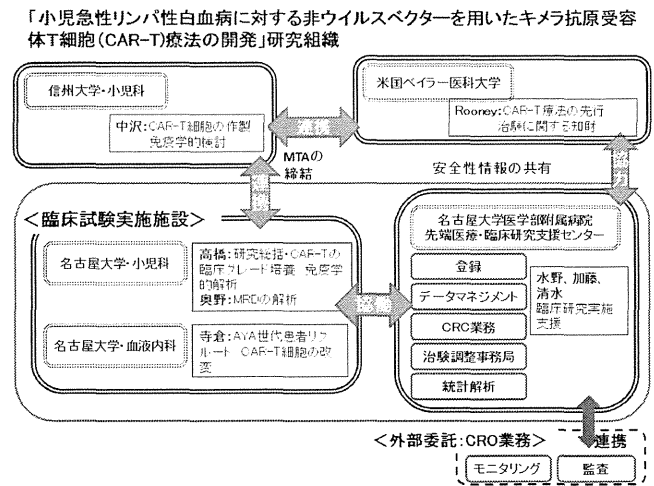 「小児急性リンパ性白血病に対する非ウイルスベクターを用いたキメラ抗原受容
体T細胞(CAR-T)療法の開発」研究組織
信州大学・小児科
中沢:CAR-T細胞の作製
免疫学的検討
米国ベイラー医科大学
Rooney:CAR-T療法の先行
治験に関する知財
連携
MTAの
締結
連携
安全性情報の共有
協力
<臨床試験実施施設>
名古屋大学・小児科
高橋:研究総括・CAR-Tの
臨床グレード培養 免疫学
的解析
奥野:MRDの解析
名古屋大学・血液内科
寺倉:AYA世代患者リク
ルート CAR-T細胞の改
変
名古屋大学医学部附属病院
先端医療・臨床研究支援センター
登録
データマネジメント
CRC業務
治験調整事務局
統計解析
水野、加藤、
清水
臨床研究実施
支援
<外部委託:CRO業務>
連携
モニタリング
監査